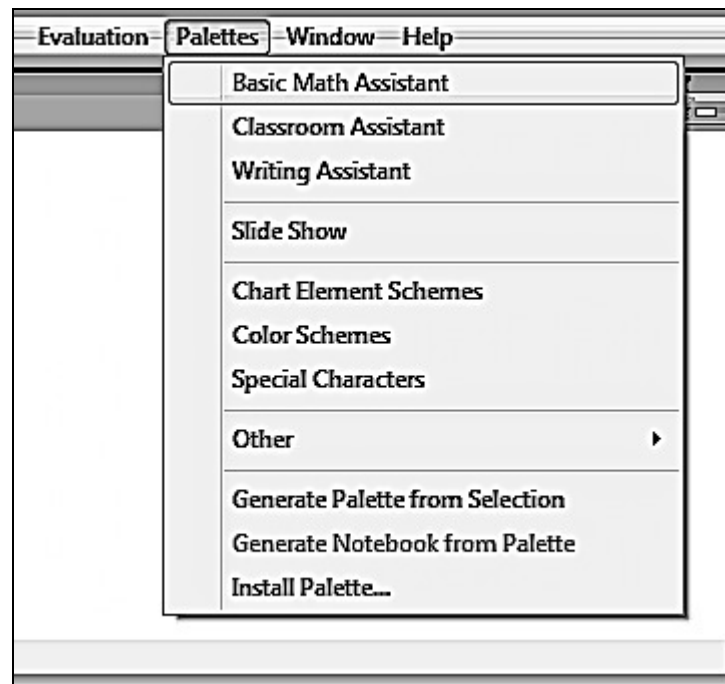 Evaluation Palettes Window Help
Basic Math Assistant
Classroom Assistant
Writing Assistant
Slide Show
Chart Element Schemes
Color Schemes
Special Characters
Other
Generate Palette from Selection
Generate Notebook from Palette
Install Palette...